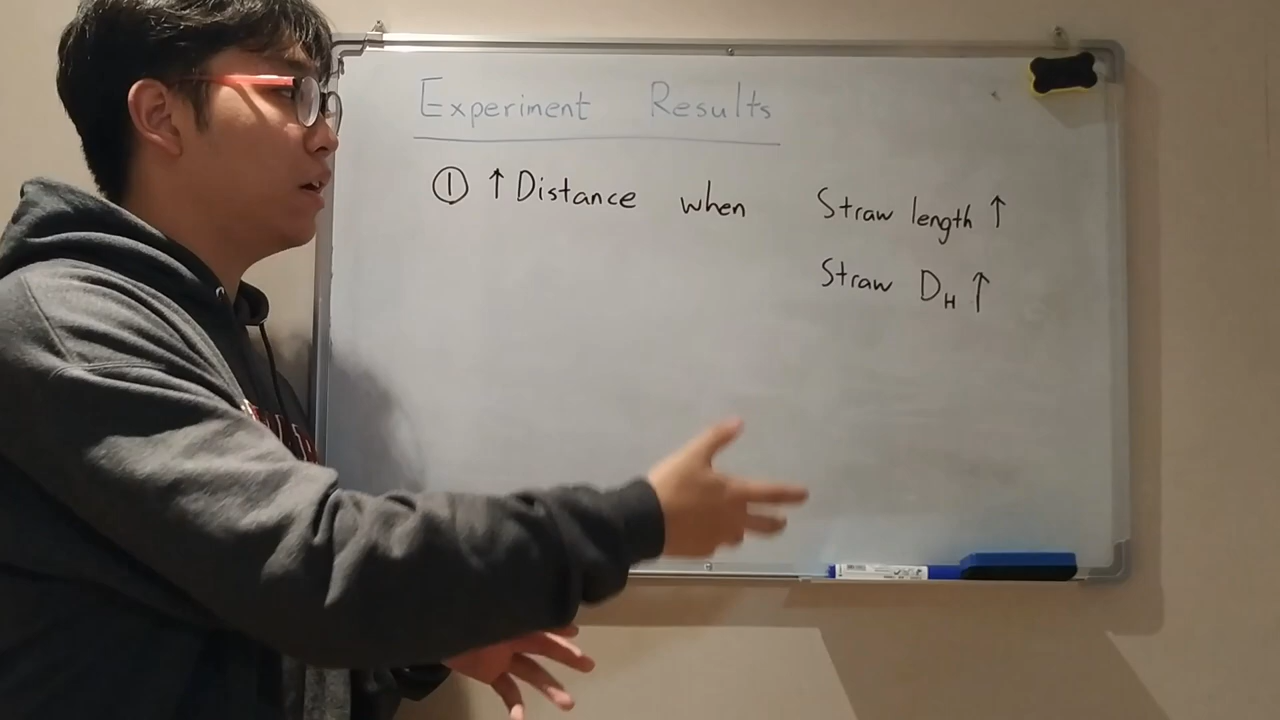 Experiment Results
① ↑ Distance when Straw length ↑
Straw D_H ↑